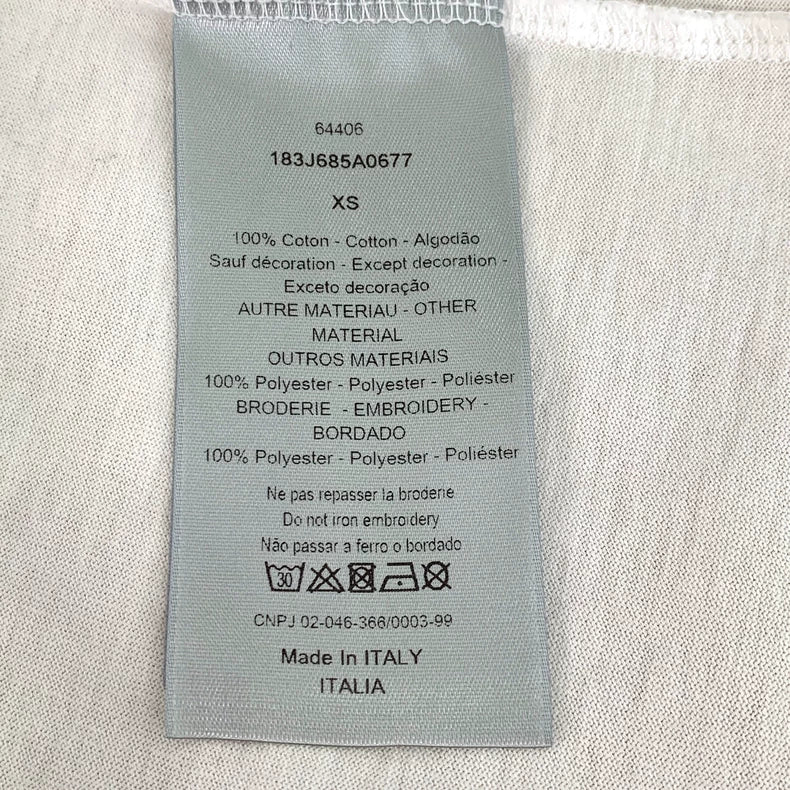 64406
183J685A0677
XS
100% Coton - Cotton - Algodão
Sauf décoration - Except decoration -
Exceto decoração
AUTRE MATERIAU - OTHER
MATERIAL
OUTROS MATERIAIS
100% Polyester - Polyester - Poliéster
BRODERIE - EMBROIDERY -
BORDADO
100% Polyester - Polyester - Poliéster
Ne pas repasser la broderie
Do not iron embroidery
Não passar a ferro o bordado
30
CNPJ 02-046-366/0003-99
Made In ITALY
ITALIA